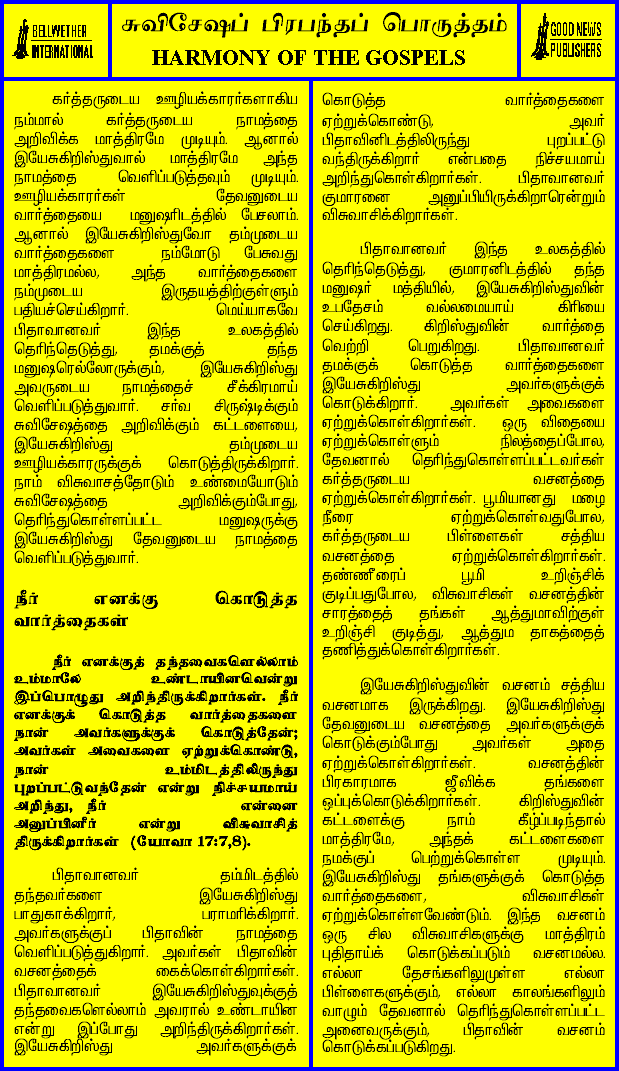 BELLWETHER
INTERNATIONAL
சுவிசேஷப் பிரபந்தப் பொருத்தம்
HARMONY OF THE GOSPELS
GOOD NEWS
PUBLISHERS
கர்த்தருடைய ஊழியக்காரர்களாகிய
நம்மால் கர்த்தருடைய நாமத்தை
அறிவிக்க மாத்திரமே முடியும். ஆனால்
இயேசுகிறிஸ்துவால் மாத்திரமே அந்த
நாமத்தை வெளிப்படுத்தவும் முடியும்.
ஊழியக்காரர்கள் தேவனுடைய
வார்த்தையை மனுஷரிடத்தில் பேசலாம்.
ஆனால் இயேசுகிறிஸ்துவோ தம்முடைய
வார்த்தைகளை நம்மோடு பேசுவது
மாத்திரமல்ல, அந்த வார்த்தைகளை
நம்முடைய இருதயத்திற்குள்ளும்
பதியச்செய்கிறார். மெய்யாகவே
பிதாவானவர் இந்த உலகத்தில்
தெரிந்தெடுத்து, தமக்குத் தந்த
மனுஷரெல்லோருக்கும், இயேசுகிறிஸ்து
அவருடைய நாமத்தைச் சீக்கிரமாய்
வெளிப்படுத்துவார். சர்வ சிருஷ்டிக்கும்
சுவிசேஷத்தை அறிவிக்கும் கட்டளையை,
இயேசுகிறிஸ்து தம்முடைய
ஊழியக்காரருக்குக் கொடுத்திருக்கிறார்.
நாம் விசுவாசத்தோடும் உண்மையோடும்
சுவிசேஷத்தை அறிவிக்கும்போது,
தெரிந்துகொள்ளப்பட்ட மனுஷருக்கு
இயேசுகிறிஸ்து தேவனுடைய நாமத்தை
வெளிப்படுத்துவார்.
நீர் எனக்கு கொடுத்த
வார்த்தைகள்
நீர் எனக்குத் தந்தவைகளெல்லாம்
உம்மாலே உண்டாயினவென்று
இப்பொழுது அறிந்திருக்கிறார்கள். நீர்
எனக்குக் கொடுத்த வார்த்தைகளை
நான் அவர்களுக்குக் கொடுத்தேன்;
அவர்கள் அவைகளை ஏற்றுக்கொண்டு,
நான் உம்மிடத்திலிருந்து
புறப்பட்டுவந்தேன் என்று நிச்சயமாய்
அறிந்து, நீர் என்னை
அனுப்பினீர் என்று விசுவாசித்
திருக்கிறார்கள் (யோவா 17:7,8).
பிதாவானவர் தம்மிடத்தில்
தந்தவர்களை இயேசுகிறிஸ்து
பாதுகாக்கிறார், பராமரிக்கிறார்.
அவர்களுக்குப் பிதாவின் நாமத்தை
வெளிப்படுத்துகிறார். அவர்கள் பிதாவின்
வசனத்தைக் கைக்கொள்கிறார்கள்.
பிதாவானவர் இயேசுகிறிஸ்துவுக்குத்
தந்தவைகளெல்லாம் அவரால் உண்டாயின
என்று இப்போது அறிந்திருக்கிறார்கள்.
இயேசுகிறிஸ்து அவர்களுக்குக்
கொடுத்த வார்த்தைகளை
ஏற்றுக்கொண்டு, அவர்
பிதாவினிடத்திலிருந்து புறப்பட்டு
வந்திருக்கிறார் என்பதை நிச்சயமாய்
அறிந்துகொள்கிறார்கள். பிதாவானவர்
குமாரனை அனுப்பியிருக்கிறாரென்றும்
விசுவாசிக்கிறார்கள்.
பிதாவானவர் இந்த உலகத்தில்
தெரிந்தெடுத்து, குமாரனிடத்தில் தந்த
மனுஷர் மத்தியில், இயேசுகிறிஸ்துவின்
உபதேசம் வல்லமையாய் கிரியை
செய்கிறது. கிறிஸ்துவின் வார்த்தை
வெற்றி பெறுகிறது. பிதாவானவர்
தமக்குக் கொடுத்த வார்த்தைகளை
இயேசுகிறிஸ்து அவர்களுக்குக்
கொடுக்கிறார். அவர்கள் அவைகளை
ஏற்றுக்கொள்கிறார்கள். ஒரு விதையை
ஏற்றுக்கொள்ளும் நிலத்தைப்போல,
தேவனால் தெரிந்துகொள்ளப்பட்டவர்கள்
கர்த்தருடைய வசனத்தை
ஏற்றுக்கொள்கிறார்கள். பூமியானது மழை
நீரை ஏற்றுக்கொள்வதுபோல,
கர்த்தருடைய பிள்ளைகள் சத்திய
வசனத்தை ஏற்றுக்கொள்கிறார்கள்.
தண்ணீரைப் பூமி உறிஞ்சிக்
குடிப்பதுபோல, விசுவாசிகள் வசனத்தின்
சாரத்தைத் தங்கள் ஆத்துமாவிற்குள்
உறிஞ்சி குடித்து, ஆத்தும தாகத்தைத்
தணித்துக்கொள்கிறார்கள்.
இயேசுகிறிஸ்துவின் வசனம் சத்திய
வசனமாக இருக்கிறது. இயேசுகிறிஸ்து
தேவனுடைய வசனத்தை அவர்களுக்குக்
கொடுக்கும்போது அவர்கள் அதை
ஏற்றுக்கொள்கிறார்கள். வசனத்தின்
பிரகாரமாக ஜீவிக்க தங்களை
ஒப்புக்கொடுக்கிறார்கள். கிறிஸ்துவின்
கட்டளைக்கு நாம் கீழ்ப்படிந்தால்
மாத்திரமே, அந்தக் கட்டளைகளை
நமக்குப் பெற்றுக்கொள்ள முடியும்.
இயேசுகிறிஸ்து தங்களுக்குக் கொடுத்த
வார்த்தைகளை, விசுவாசிகள்
ஏற்றுக்கொள்ளவேண்டும். இந்த வசனம்
ஒரு சில விசுவாசிகளுக்கு மாத்திரம்
புதிதாய்க் கொடுக்கப்படும் வசனமல்ல.
எல்லா தேசங்களிலுமுள்ள எல்லா
பிள்ளைகளுக்கும், எல்லா காலங்களிலும்
வாழும் தேவனால் தெரிந்துகொள்ளப்பட்ட
அனைவருக்கும், பிதாவின் வசனம்
கொடுக்கப்படுகிறது.